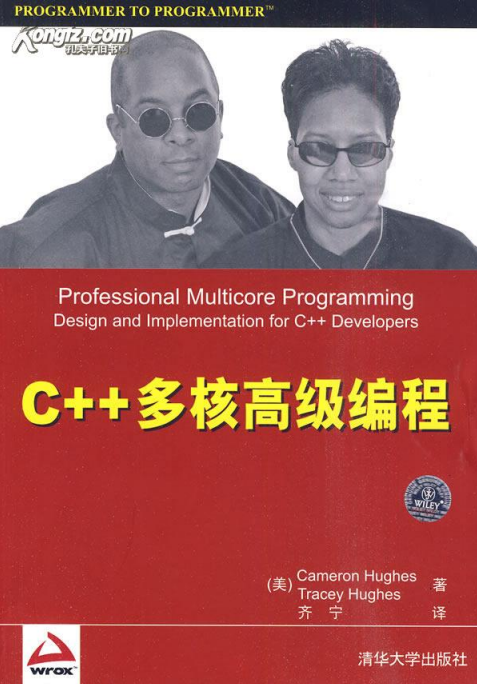 PROGRAMMER TO PROGRAMMER™
Kongfz.com
孔夫子旧书网
Professional Multicore Programming
Design and Implementation for C++ Developers
C++多核高级编程
WILEY
(美) Cameron Hughes 著
Tracey Hughes
齐 宁 译
wrox™
清华大学出版社